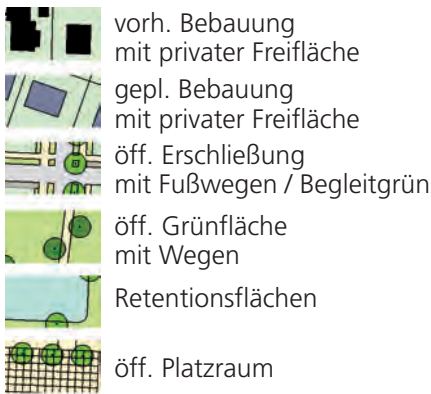 vorh. Bebauung
mit privater Freifläche
gepl. Bebauung
mit privater Freifläche
öff. Erschließung
mit Fußwegen / Begleitgrün
öff. Grünfläche
mit Wegen
Retentionsflächen
öff. Platzraum